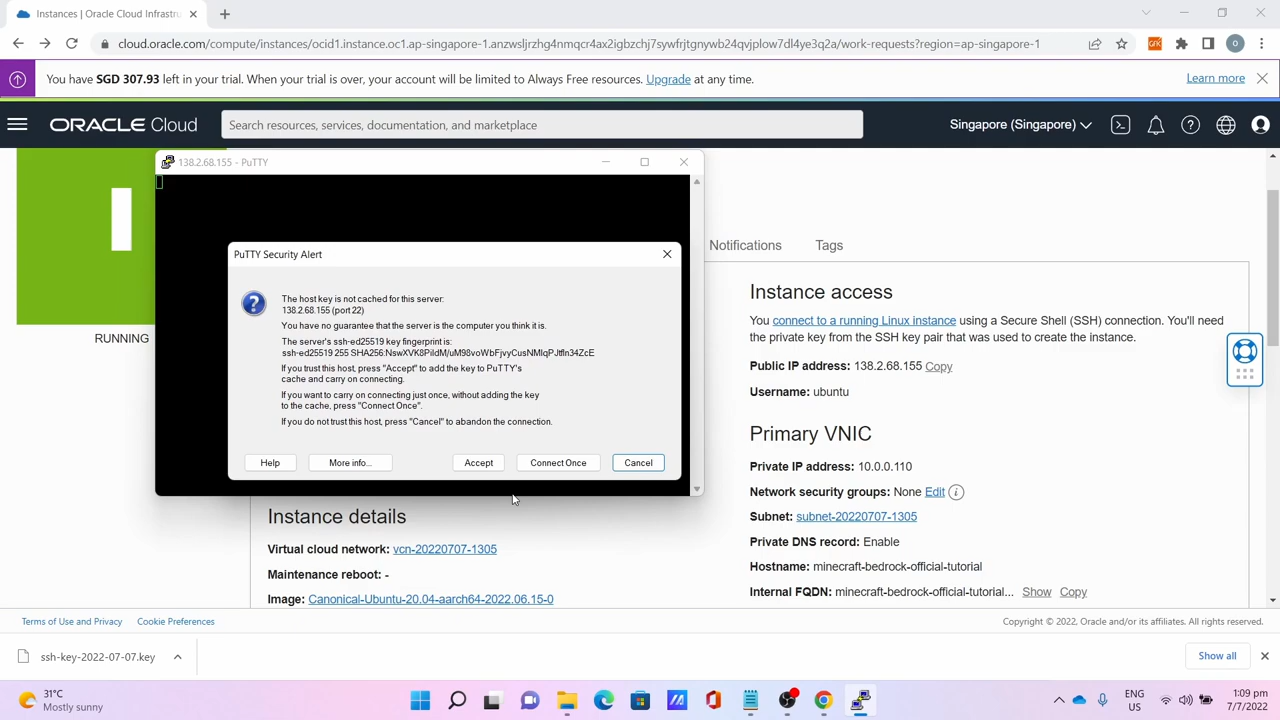 Instances | Oracle Cloud Infrastru
cloud.oracle.com/compute/instances/ocid1.instance.oc1.ap-singapore-1.anzwsljrzhg4nmqcr4ax2igbzchj7sywfrjtgnywb24qvjplow7dl4ye3q2a/work-requests?region=ap-singapore-1
You have SGD 307.93 left in your trial. When your trial is over, your account will be limited to Always Free resources. Upgrade at any time.
Learn more
ORACLE Cloud
Search resources, services, documentation, and marketplace
Singapore (Singapore)
138.2.68.155 - PuTTY
PuTTY Security Alert
The host key is not cached for this server:
138.2.68.155 (port 22)
You have no guarantee that the server is the computer you think it is.
The server's ssh-ed25519 key fingerprint is:
ssh-ed25519 255 SHA256:NswXVK8PildM/uM98voWbFjvyCusNMlqPJtfln34ZcE
If you trust this host, press "Accept" to add the key to PuTTY's
cache and carry on connecting.
If you want to carry on connecting just once, without adding the key
to the cache, press "Connect Once".
If you do not trust this host, press "Cancel" to abandon the connection.
Help
More info...
Accept
Connect Once
Cancel
RUNNING
Notifications
Tags
Instance access
You connect to a running Linux instance using a Secure Shell (SSH) connection. You'll need
the private key from the SSH key pair that was used to create the instance.
Public IP address: 138.2.68.155 Copy
Username: ubuntu
Primary VNIC
Private IP address: 10.0.0.110
Network security groups: None Edit
Subnet: subnet-20220707-1305
Private DNS record: Enable
Hostname: minecraft-bedrock-official-tutorial
Internal FQDN: minecraft-bedrock-official-tutorial... Show Copy
Instance details
Virtual cloud network: vcn-20220707-1305
Maintenance reboot: -
Image: Canonical-Ubuntu-20.04-aarch64-2022.06.15-0
Terms of Use and Privacy
Cookie Preferences
Copyright © 2022, Oracle and/or its affiliates. All rights reserved.
ssh-key-2022-07-07.key
Show all
31°C
Mostly sunny
ENG
US
1:09 pm
7/7/2022